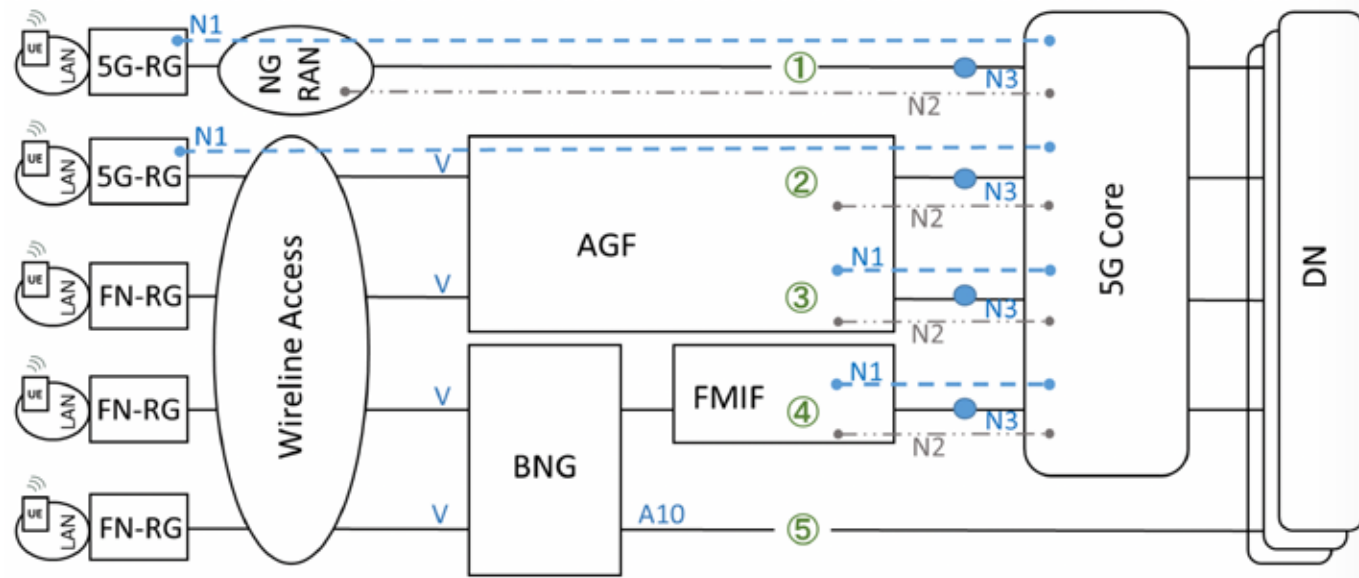 UE
LAN
5G-RG
N1
NG
RAN
①
N3
N2
UE
LAN
5G-RG
N1
V
②
N3
N2
AGF
UE
LAN
FN-RG
V
③
N1
N3
N2
Wireline Access
5G Core
DN
UE
LAN
FN-RG
V
BNG
FMIF
④
N1
N3
N2
UE
LAN
FN-RG
V
A10
⑤